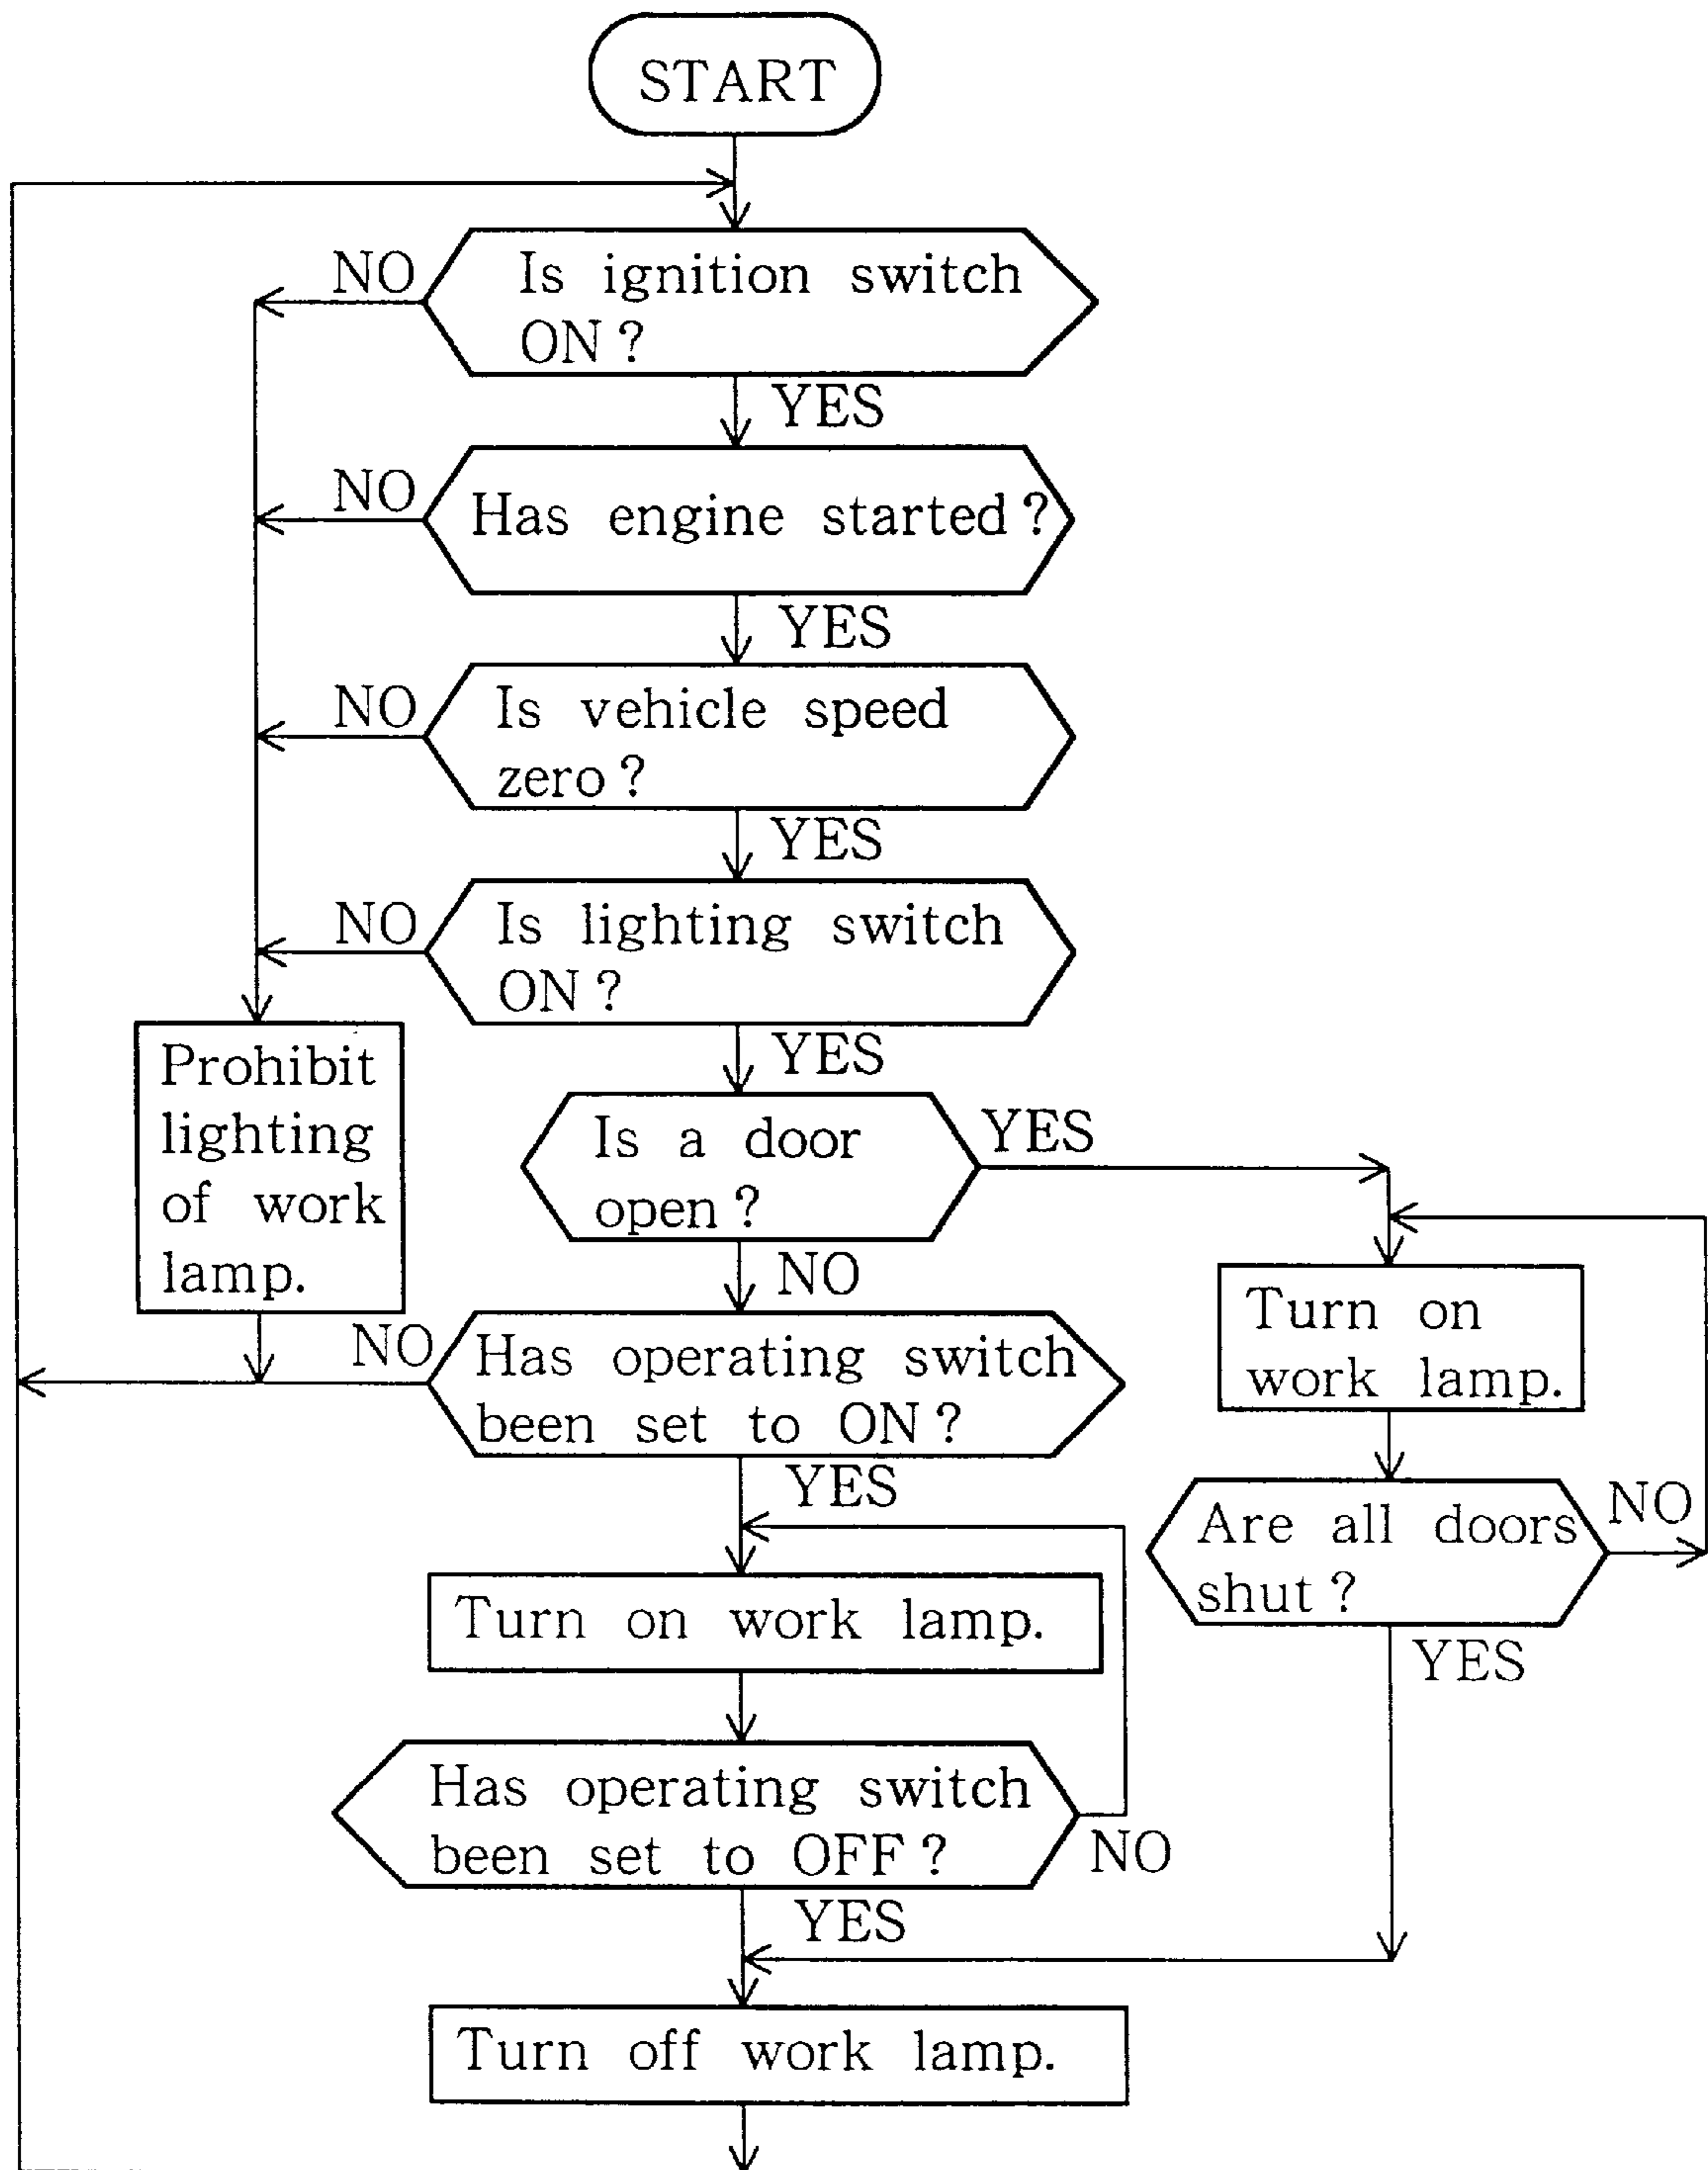 START
NO
Is ignition switch
ON?
YES
NO
Has engine started?
YES
NO
Is vehicle speed
zero?
YES
NO
Is lighting switch
ON?
YES
Prohibit
lighting
of work
lamp.
Is a door
open?
YES
NO
Turn on
work lamp.
NO
Has operating switch
been set to ON?
YES
Are all doors
shut?
NO
YES
Turn on work lamp.
Has operating switch
been set to OFF?
NO
YES
Turn off work lamp.